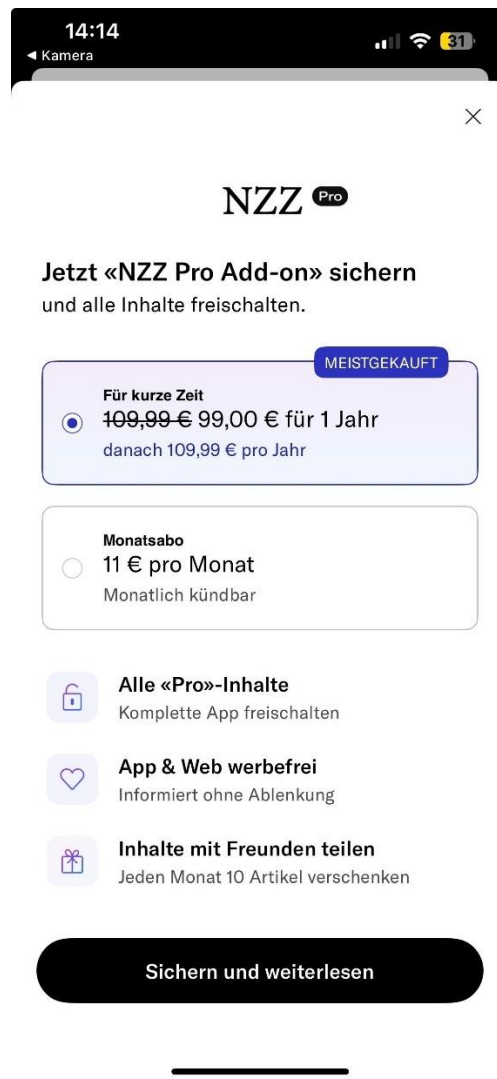 14:14
◀ Kamera
31
NZZ Pro
Jetzt «NZZ Pro Add-on» sichern
und alle Inhalte freischalten.
MEISTGEKAUFT
Für kurze Zeit
109,99 € 99,00 € für 1 Jahr
danach 109,99 € pro Jahr
Monatsabo
11 € pro Monat
Monatlich kündbar
Alle «Pro»-Inhalte
Komplette App freischalten
App & Web werbefrei
Informiert ohne Ablenkung
Inhalte mit Freunden teilen
Jeden Monat 10 Artikel verschenken
Sichern und weiterlesen